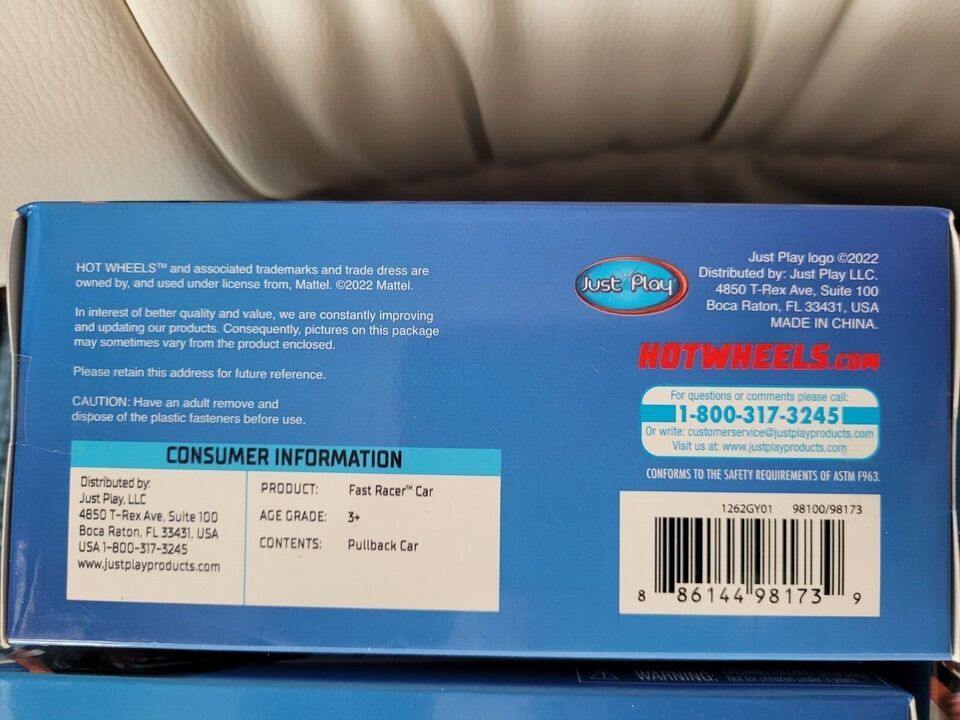 HOT WHEELS™ and associated trademarks and trade dress are
owned by, and used under license from, Mattel. ©2022 Mattel.
In interest of better quality and value, we are constantly improving
and updating our products. Consequently, pictures on this package
may sometimes vary from the product enclosed.
Please retain this address for future reference.
CAUTION: Have an adult remove and
dispose of the plastic fasteners before use.
CONSUMER INFORMATION
Distributed by:
Just Play, LLC
4850 T-Rex Ave, Suite 100
Boca Raton, FL 33431, USA
USA 1-800-317-3245
www.justplayproducts.com
PRODUCT: Fast Racer™ Car
AGE GRADE: 3+
CONTENTS: Pullback Car
Just Play
Just Play logo ©2022
Distributed by: Just Play LLC.
4850 T-Rex Ave, Suite 100
Boca Raton, FL 33431, USA
MADE IN CHINA.
HOTWHEELS.COM
For questions or comments please call:
1-800-317-3245
Or write: customerservice@justplayproducts.com
Visit us at: www.justplayproducts.com
CONFORMS TO THE SAFETY REQUIREMENTS OF ASTM F963.
1262GY01 98100/98173
8 86144 98173 9
WARNING:
Not for children under 3 years